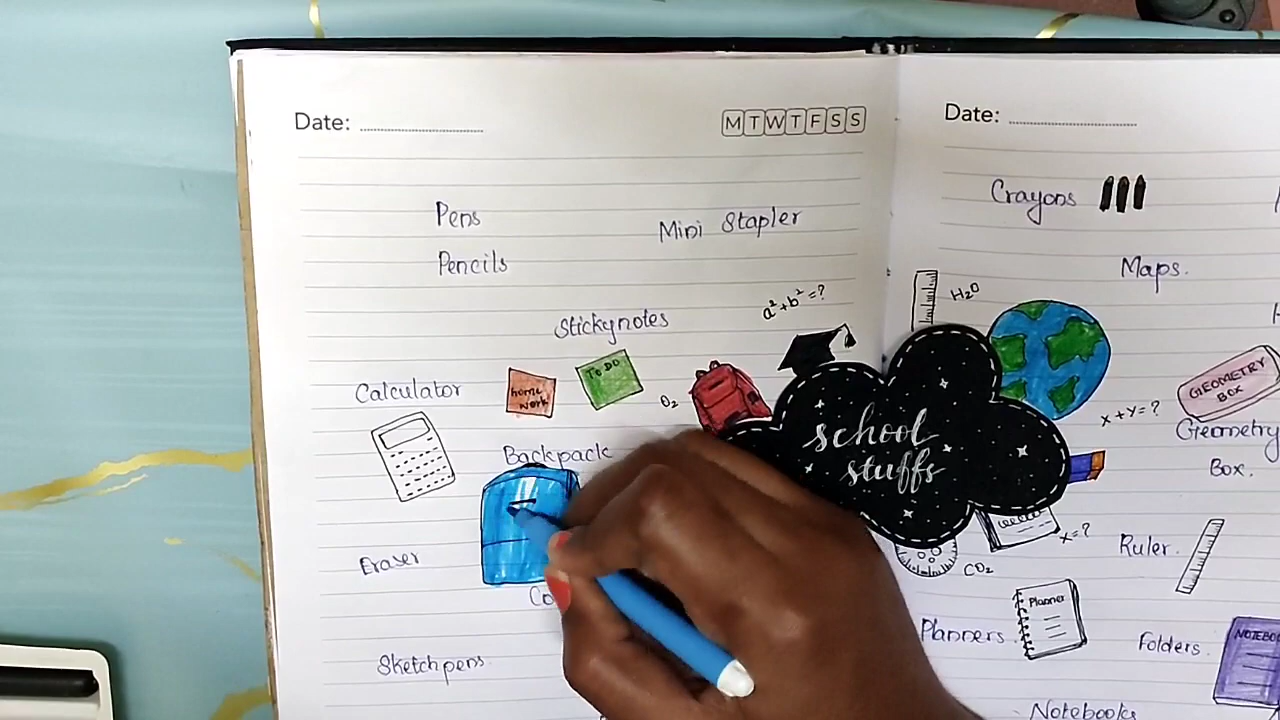 Date:
M T W T F S S
Pens
Mini Stapler
Pencils
Stickynotes
a²+b²=?
Calculator
home
work
To DO
O₂
Backpack
Eraser
Sketchpens
school
stuffs
Date:
Crayons
Maps.
H₂O
GEOMETRY
BOX
x+y=?
Geometry
Box.
x=?
CO₂
Ruler.
Planner
Planners.
Folders.
Notebooks